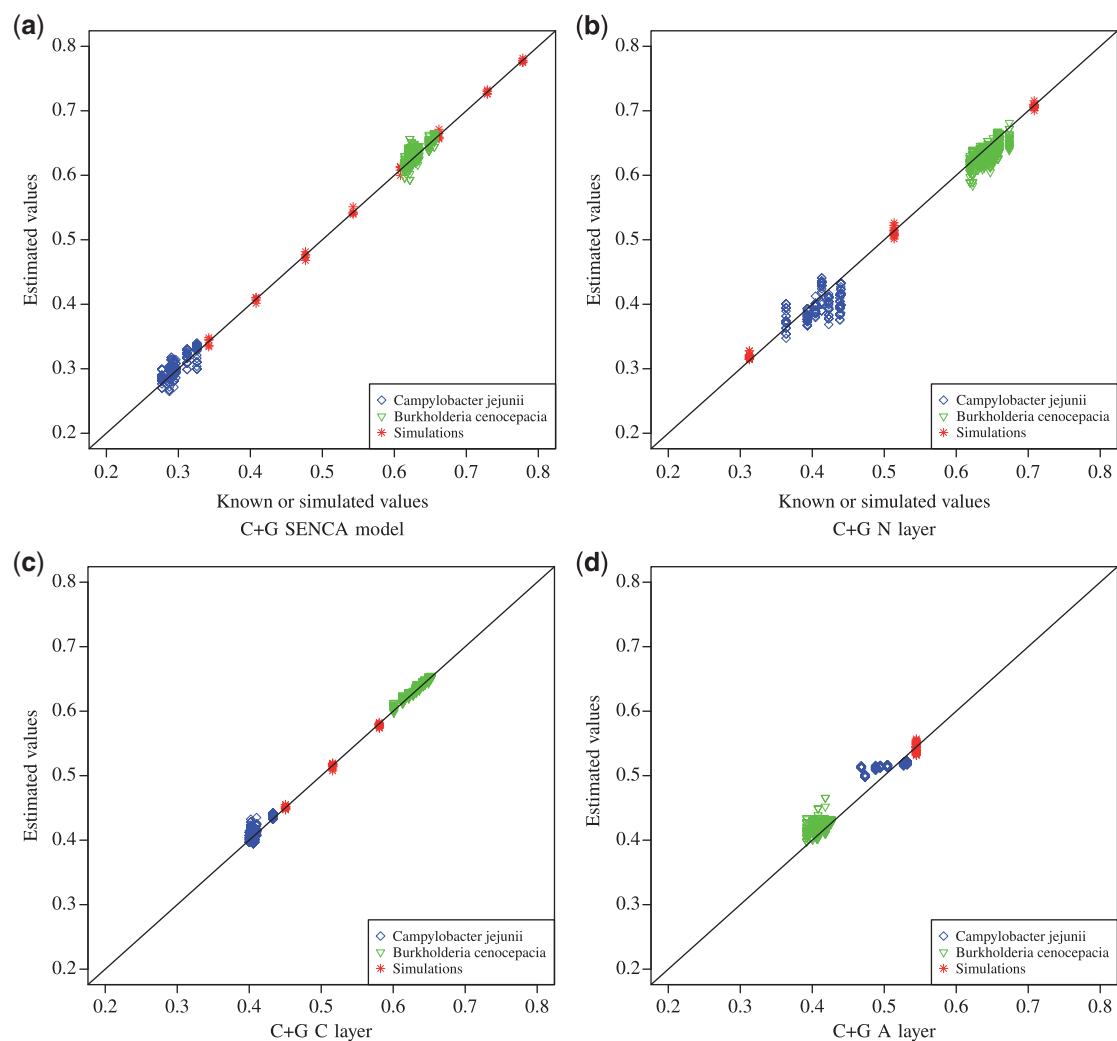 (a)
0.8
0.7
0.6
0.5
0.4
0.3
0.2
Estimated values
0.2 0.3 0.4 0.5 0.6 0.7 0.8
Known or simulated values
C+G SENCA model
Campylobacter jejunii
Burkholderia cenocepacia
Simulations
(b)
0.8
0.7
0.6
0.5
0.4
0.3
0.2
Estimated values
0.2 0.3 0.4 0.5 0.6 0.7 0.8
Known or simulated values
C+G N layer
Campylobacter jejunii
Burkholderia cenocepacia
Simulations
(c)
0.8
0.7
0.6
0.5
0.4
0.3
0.2
Estimated values
0.2 0.3 0.4 0.5 0.6 0.7 0.8
C+G C layer
Campylobacter jejunii
Burkholderia cenocepacia
Simulations
(d)
0.8
0.7
0.6
0.5
0.4
0.3
0.2
Estimated values
0.2 0.3 0.4 0.5 0.6 0.7 0.8
C+G A layer
Campylobacter jejunii
Burkholderia cenocepacia
Simulations